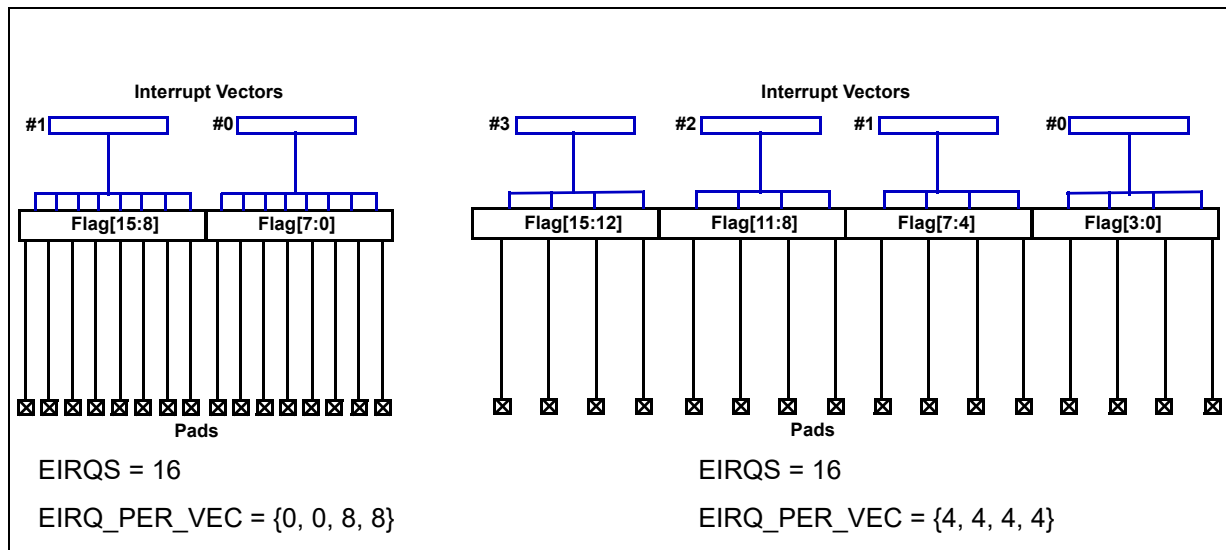 Interrupt Vectors
#1 #0
Flag[15:8] Flag[7:0]
Pads
EIRQS = 16
EIRQ_PER_VEC = {0, 0, 8, 8}
Interrupt Vectors
#3 #2 #1 #0
Flag[15:12] Flag[11:8] Flag[7:4] Flag[3:0]
Pads
EIRQS = 16
EIRQ_PER_VEC = {4, 4, 4, 4}